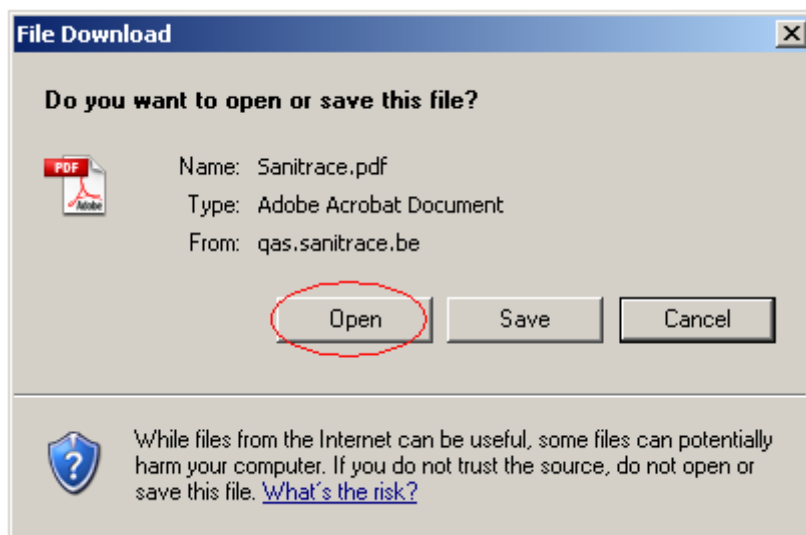 File Download
Do you want to open or save this file?
PDF
Adobe
Name: Sanitrace.pdf
Type: Adobe Acrobat Document
From: qas.sanitrace.be
Open Save Cancel
While files from the Internet can be useful, some files can potentially
harm your computer. If you do not trust the source, do not open or
save this file. What's the risk?